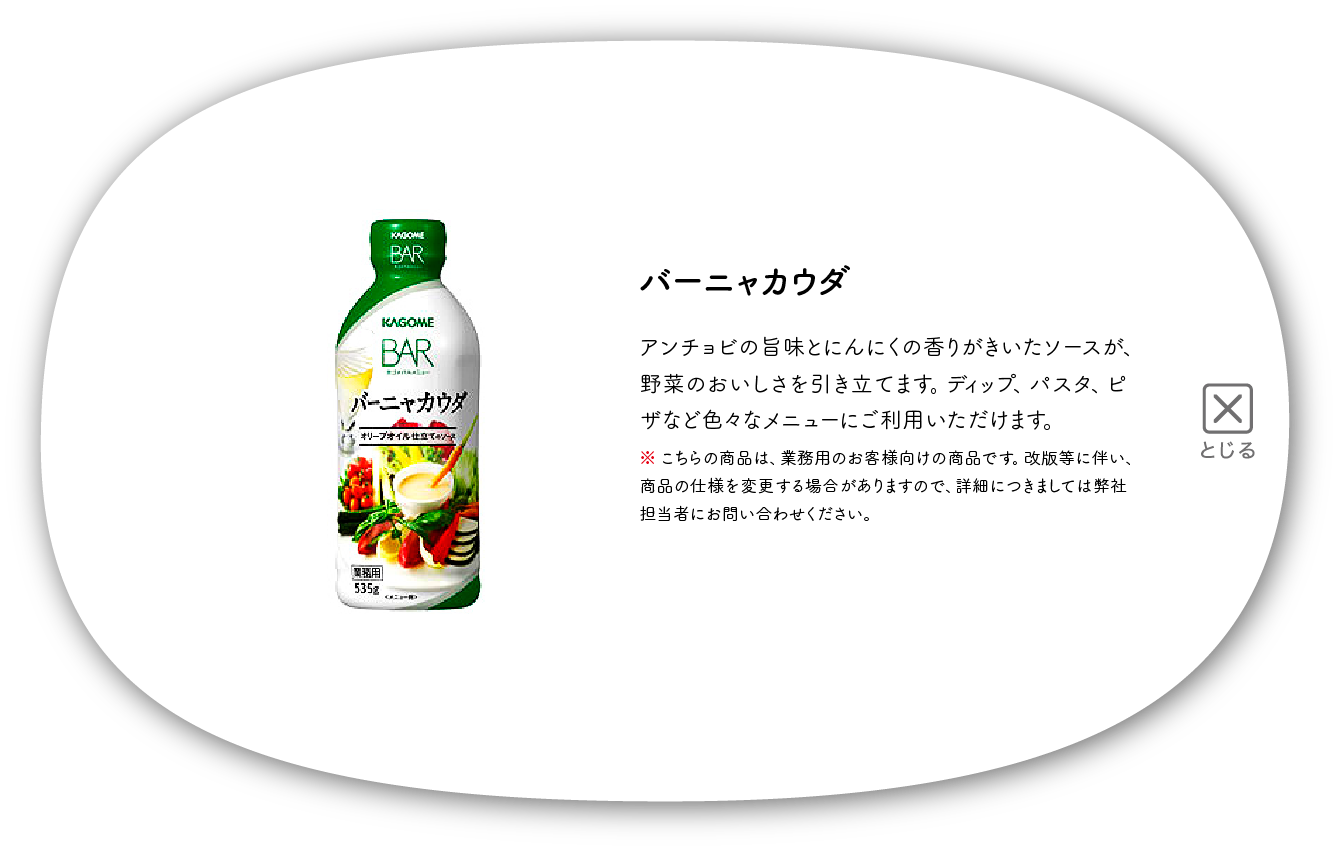 KAGOME
BAR
KAGOME
BAR
バーニャカウダ
オリーブオイル仕立てのソース
業務用
535g
バーニャカウダ
アンチョビの旨味とにんにくの香りがきいたソースが、
野菜のおいしさを引き立てます。ディップ、パスタ、ピ
ザなど色々なメニューにご利用いただけます。
※ こちらの商品は、業務用のお客様向けの商品です。改版等に伴い、
商品の仕様を変更する場合がありますので、詳細につきましては弊社
担当者にお問い合わせください。
とじる